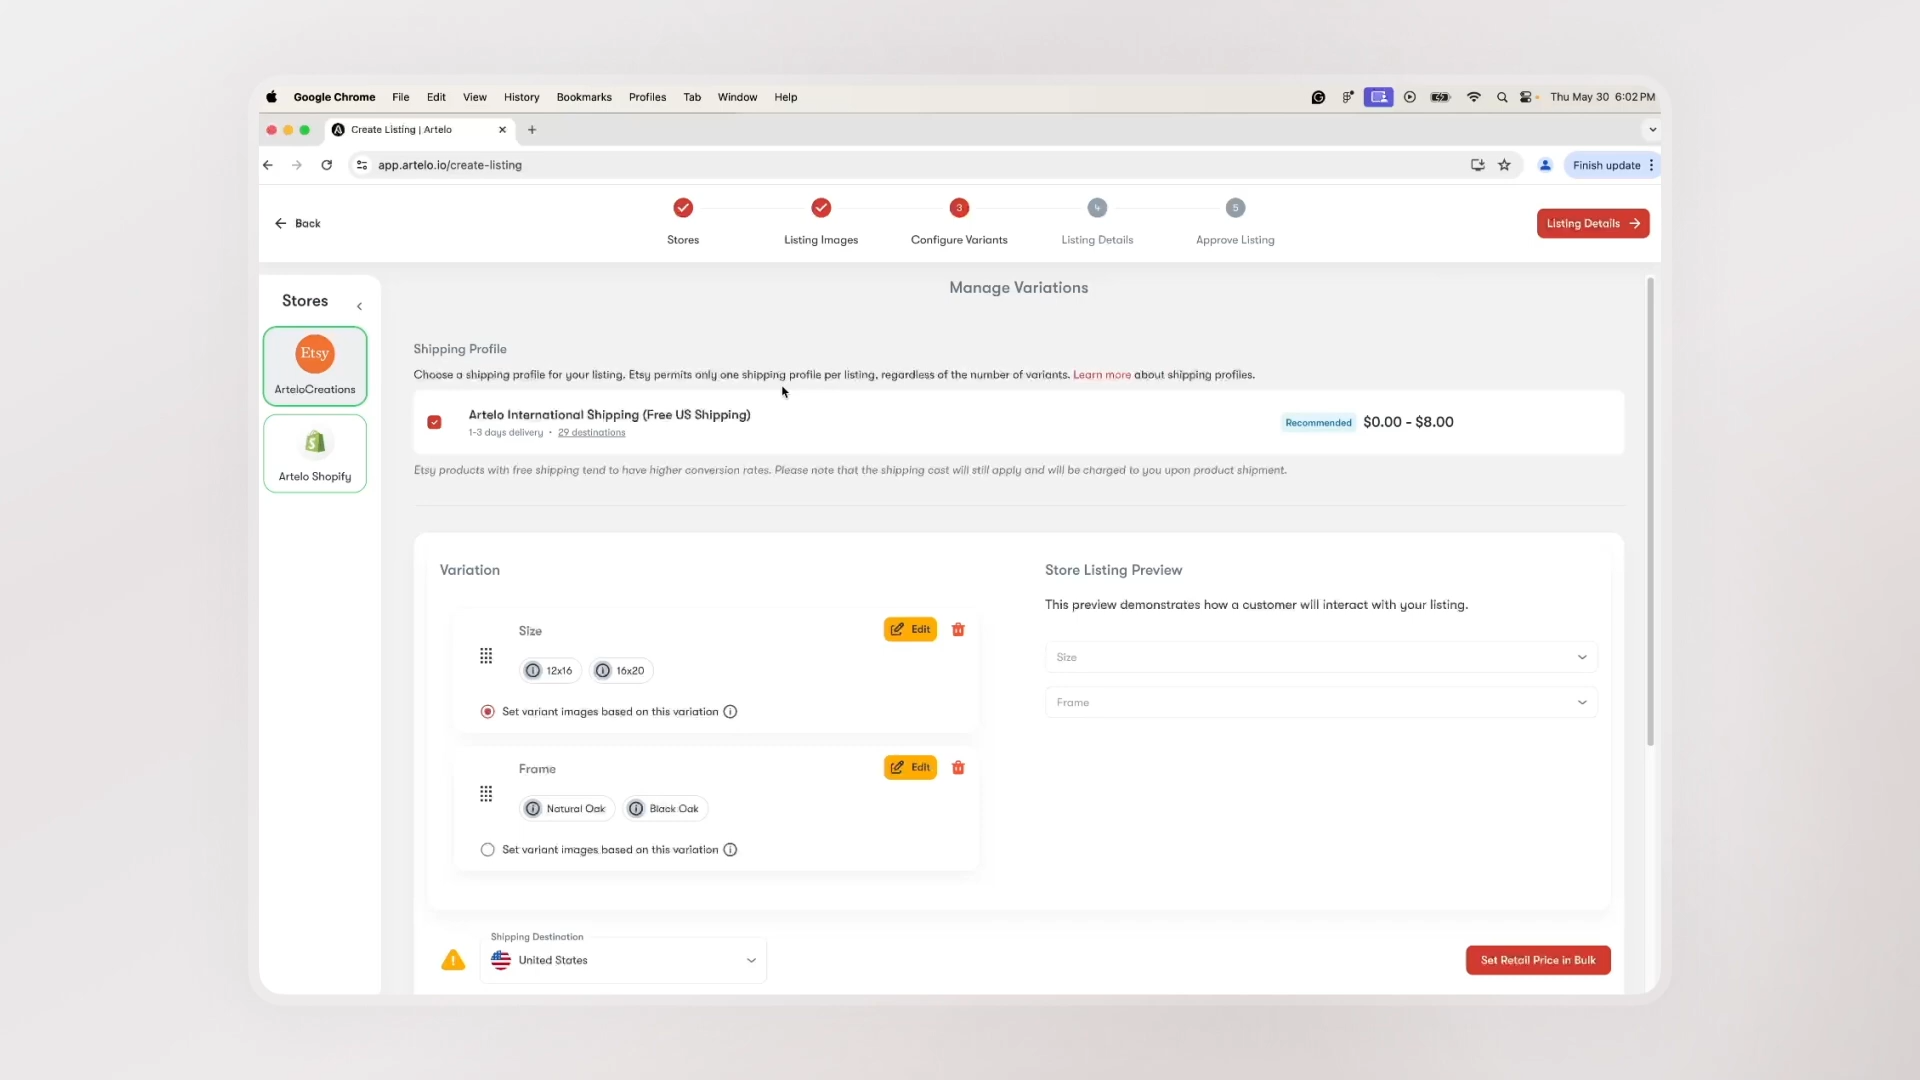 Google Chrome File Edit View History Bookmarks Profiles Tab Window Help Thu May 30 6:02 PM
Create Listing | Artelo
app.artelo.io/create-listing Finish update
Back
3 4 5
Stores Listing Images Configure Variants Listing Details Approve Listing
Listing Details
Stores
Etsy
ArteloCreations
Artelo Shopify
Manage Variations
Shipping Profile
Choose a shipping profile for your listing. Etsy permits only one shipping profile per listing, regardless of the number of variants. Learn more about shipping profiles.
Artelo International Shipping (Free US Shipping)
1-3 days delivery • 29 destinations
Recommended $0.00 - $8.00
Etsy products with free shipping tend to have higher conversion rates. Please note that the shipping cost will still apply and will be charged to you upon product shipment.
Variation
Size
Edit
12x16 16x20
Set variant images based on this variation
Frame
Edit
Natural Oak Black Oak
Set variant images based on this variation
Store Listing Preview
This preview demonstrates how a customer will interact with your listing.
Size
Frame
Shipping Destination
United States
Set Retail Price in Bulk